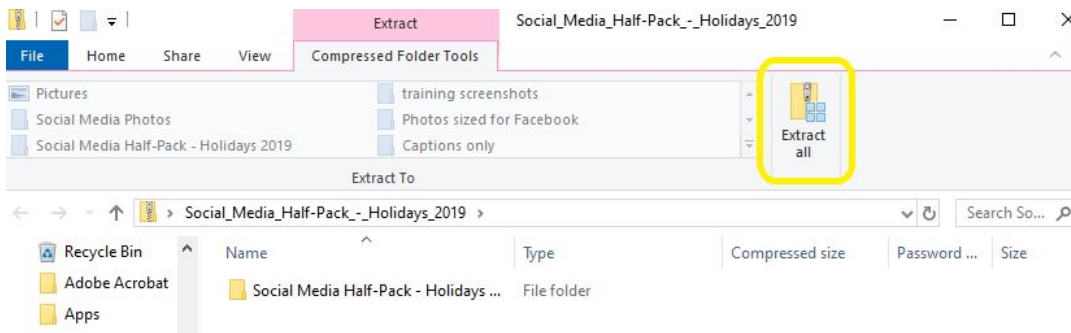 Extract
Social_Media_Half-Pack_-_Holidays_2019
File Home Share View Compressed Folder Tools
Pictures
Social Media Photos
Social Media Half-Pack - Holidays 2019
training screenshots
Photos sized for Facebook
Captions only
Extract
all
Extract To
Social_Media_Half-Pack_-_Holidays_2019
Search So...
Recycle Bin
Adobe Acrobat
Apps
Name Type Compressed size Password ... Size
Social Media Half-Pack - Holidays ... File folder